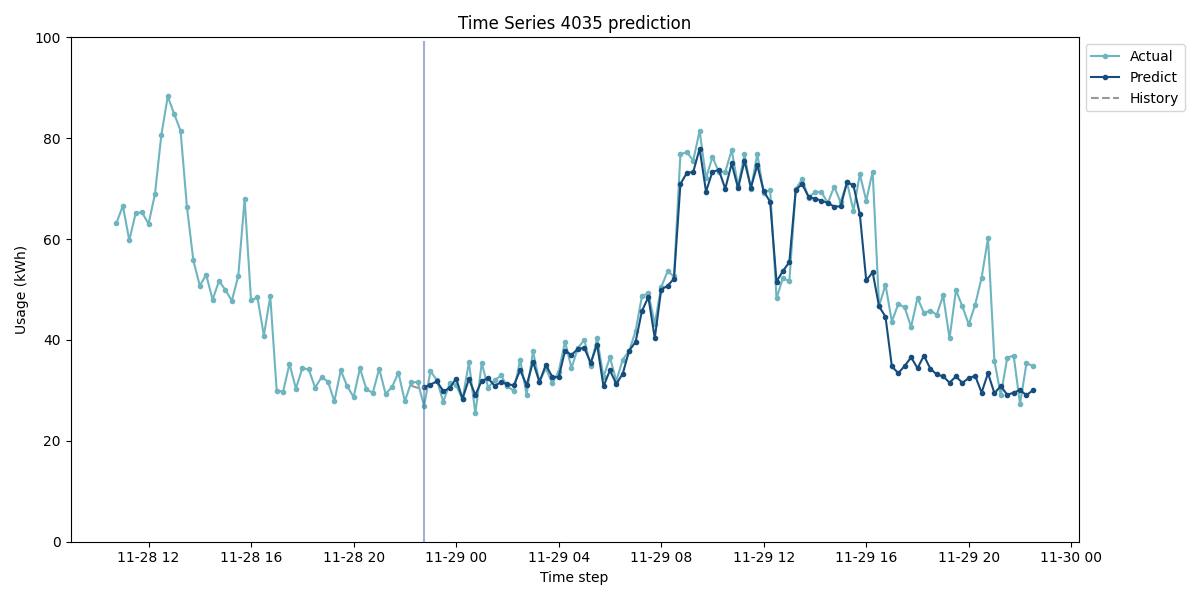 Time Series 4035 prediction
100
80
60
40
20
0
Usage (kWh)
11-28 12
11-28 16
11-28 20
11-29 00
11-29 04
11-29 08
11-29 12
11-29 16
11-29 20
11-30 00
Time step
Actual
Predict
History